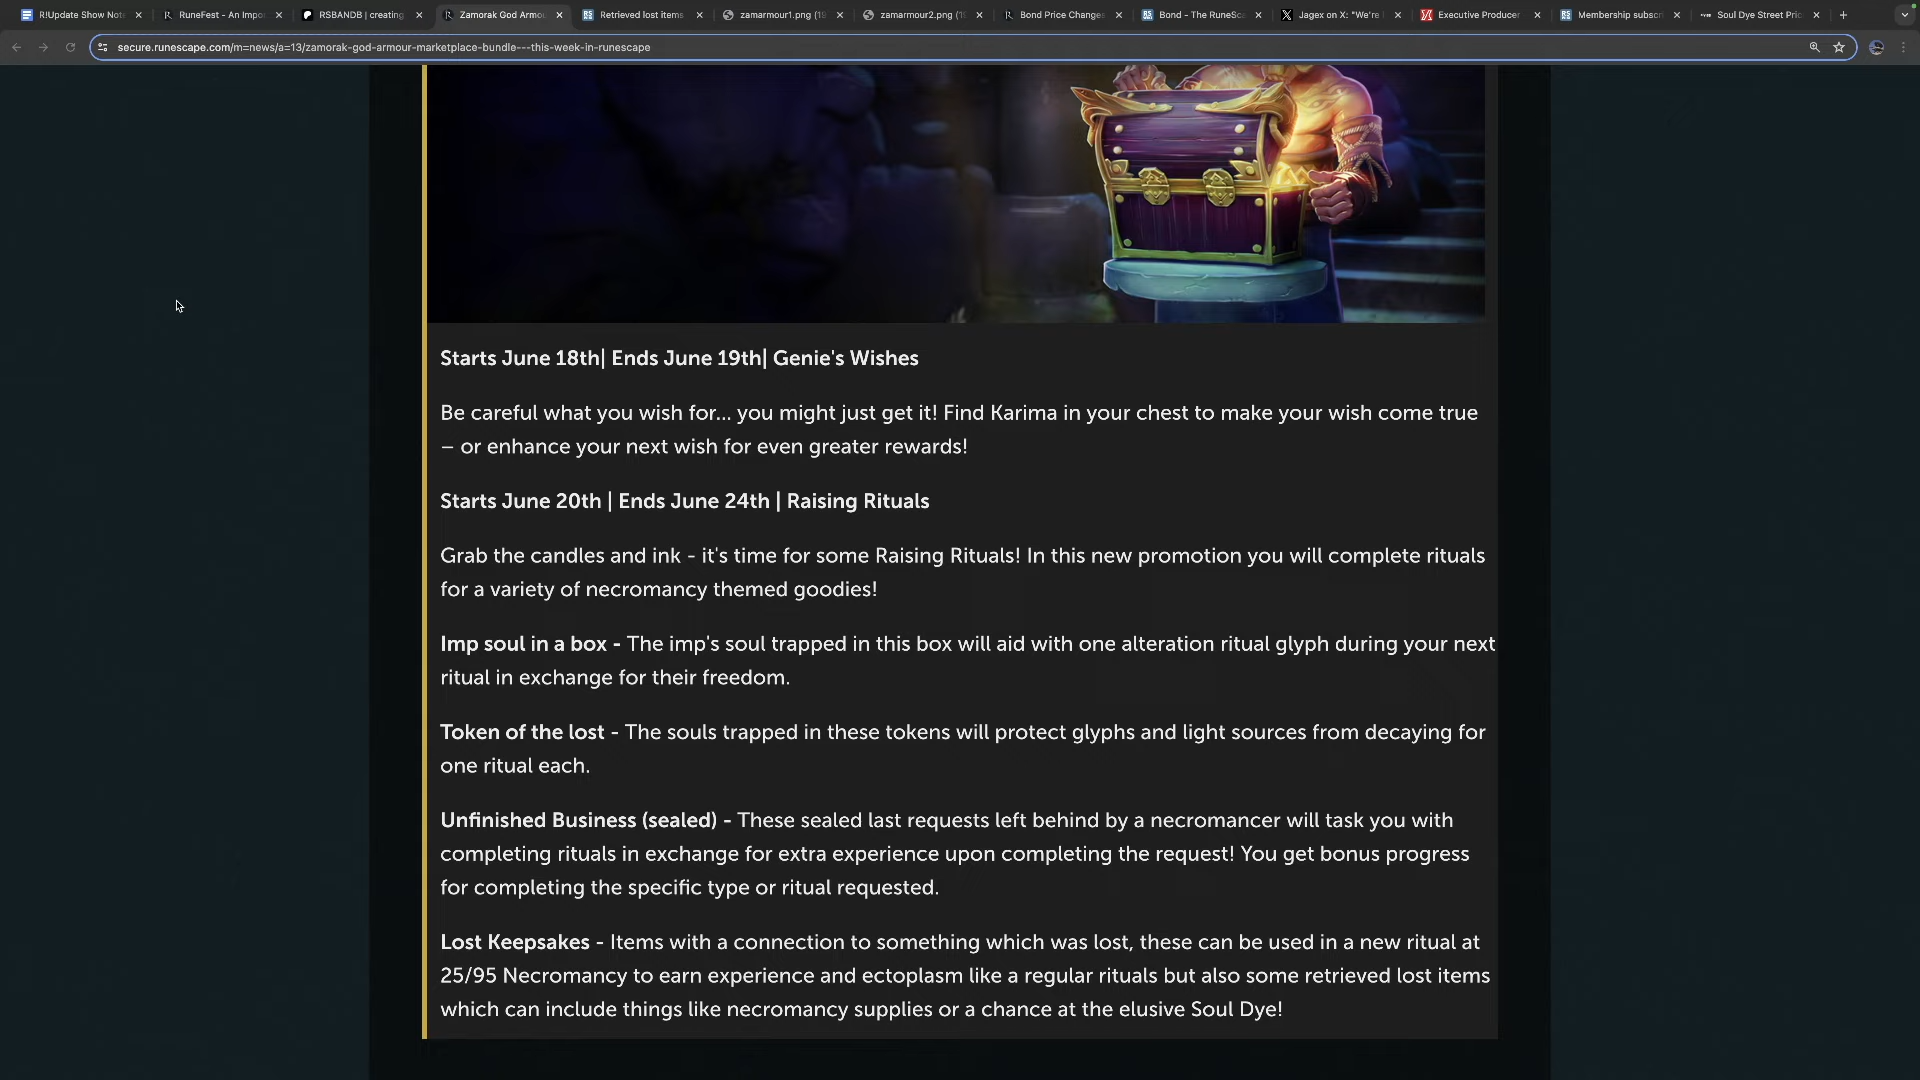 R!Update Show Note
RuneFest - An Impo
RSBANDB | creating
Zamorak God Armou
Retrieved lost items
zamarmour1.png (19
zamarmour2.png (1
Bond Price Changes
Bond - The RuneSca
Jagex on X: "We're
Executive Producer
Membership subscri
Soul Dye Street Pric
secure.runescape.com/m=news/a=13/zamorak-god-armour-marketplace-bundle---this-week-in-runescape
Starts June 18th| Ends June 19th| Genie's Wishes
Be careful what you wish for... you might just get it! Find Karima in your chest to make your wish come true
– or enhance your next wish for even greater rewards!
Starts June 20th | Ends June 24th | Raising Rituals
Grab the candles and ink - it's time for some Raising Rituals! In this new promotion you will complete rituals
for a variety of necromancy themed goodies!
Imp soul in a box - The imp's soul trapped in this box will aid with one alteration ritual glyph during your next
ritual in exchange for their freedom.
Token of the lost - The souls trapped in these tokens will protect glyphs and light sources from decaying for
one ritual each.
Unfinished Business (sealed) - These sealed last requests left behind by a necromancer will task you with
completing rituals in exchange for extra experience upon completing the request! You get bonus progress
for completing the specific type or ritual requested.
Lost Keepsakes - Items with a connection to something which was lost, these can be used in a new ritual at
25/95 Necromancy to earn experience and ectoplasm like a regular rituals but also some retrieved lost items
which can include things like necromancy supplies or a chance at the elusive Soul Dye!